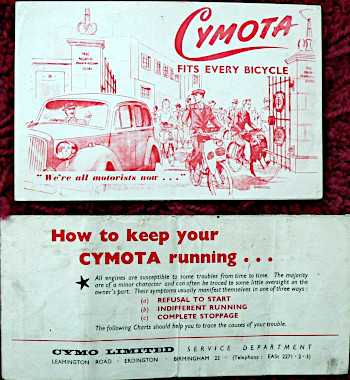 CYMOTA
FITS EVERY BICYCLE
"We're all motorists now . . ."
How to keep your
CYMOTA running . . .
All engines are susceptible to some troubles from time to time. The majority
are of a minor character and can often be traced to some little oversight on the
owner's part. Their symptoms usually manifest themselves in one of three ways :
(a) REFUSAL TO START
(b) INDIFFERENT RUNNING
(c) COMPLETE STOPPAGE
The following Charts should help you to trace the causes of your trouble.
CYMO LIMITED SERVICE DEPARTMENT
LEAMINGTON ROAD - ERDINGTON - BIRMINGHAM 23 - (Telephone : EASt 2271 - 2 - 3)